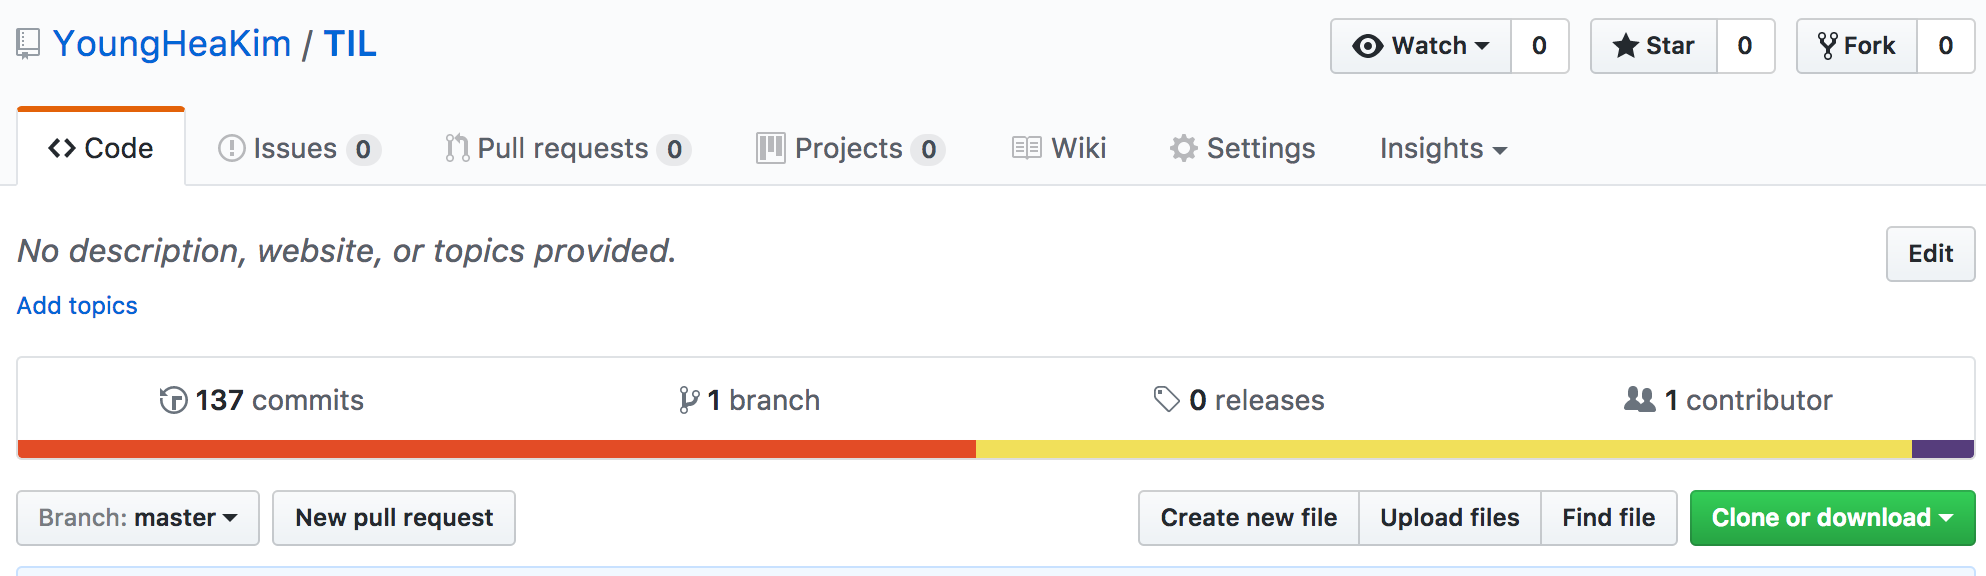 YoungHeaKim / TIL
Watch 0 Star 0 Fork 0
Code Issues 0 Pull requests 0 Projects 0 Wiki Settings Insights
No description, website, or topics provided.
Edit
Add topics
137 commits 1 branch 0 releases 1 contributor
Branch: master New pull request Create new file Upload files Find file Clone or download